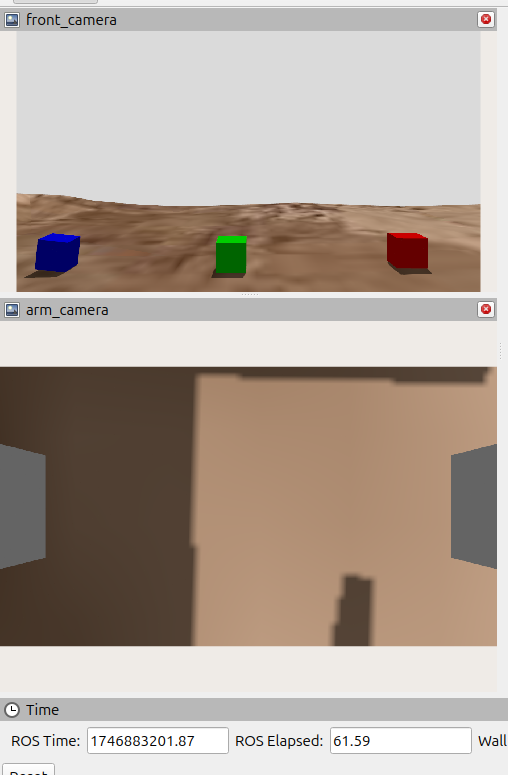 front_camera
arm_camera
Time
ROS Time: 1746883201.87 ROS Elapsed: 61.59 Wall
Reset